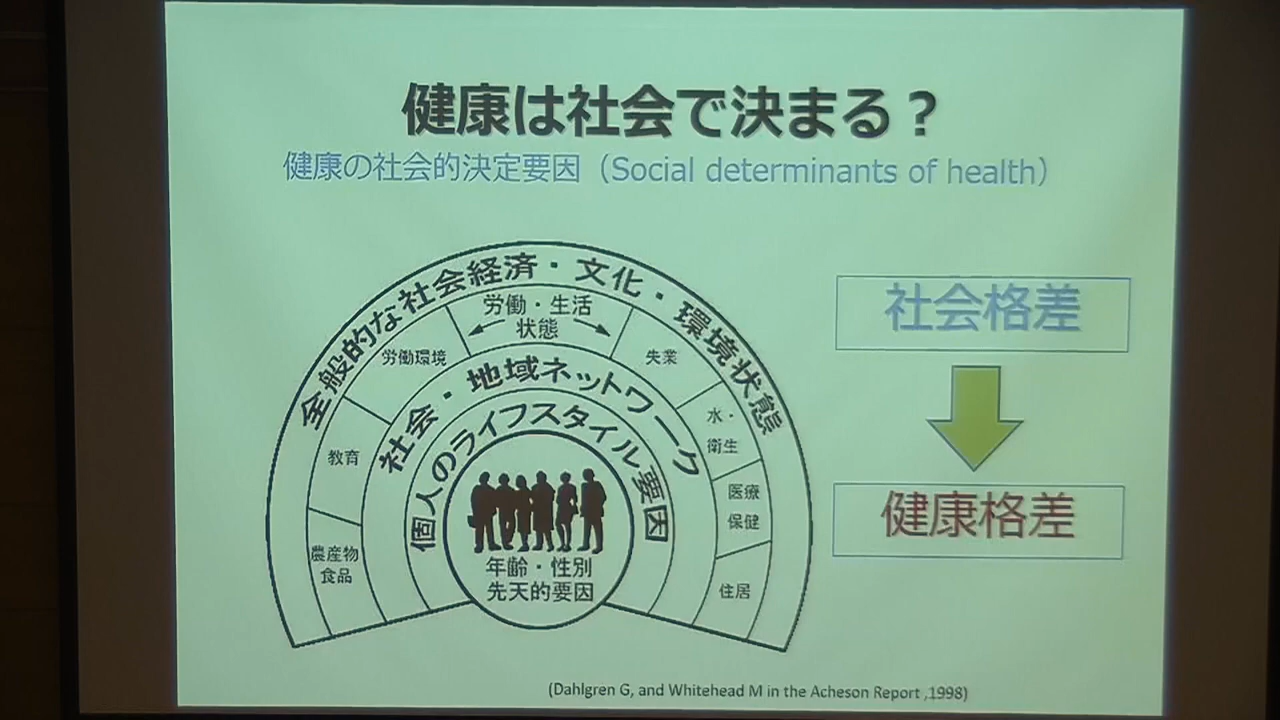 健康は社会で決まる？
健康の社会的決定要因（Social determinants of health）
全般的な社会経済・文化・環境状態
労働・生活
状態
労働環境
失業
教育
水・
衛生
医療
保健
農産物
食品
住居
社会・地域ネットワーク
個人のライフスタイル要因
年齢・性別
先天的要因
社会格差
健康格差
(Dahlgren G, and Whitehead M in the Acheson Report ,1998)